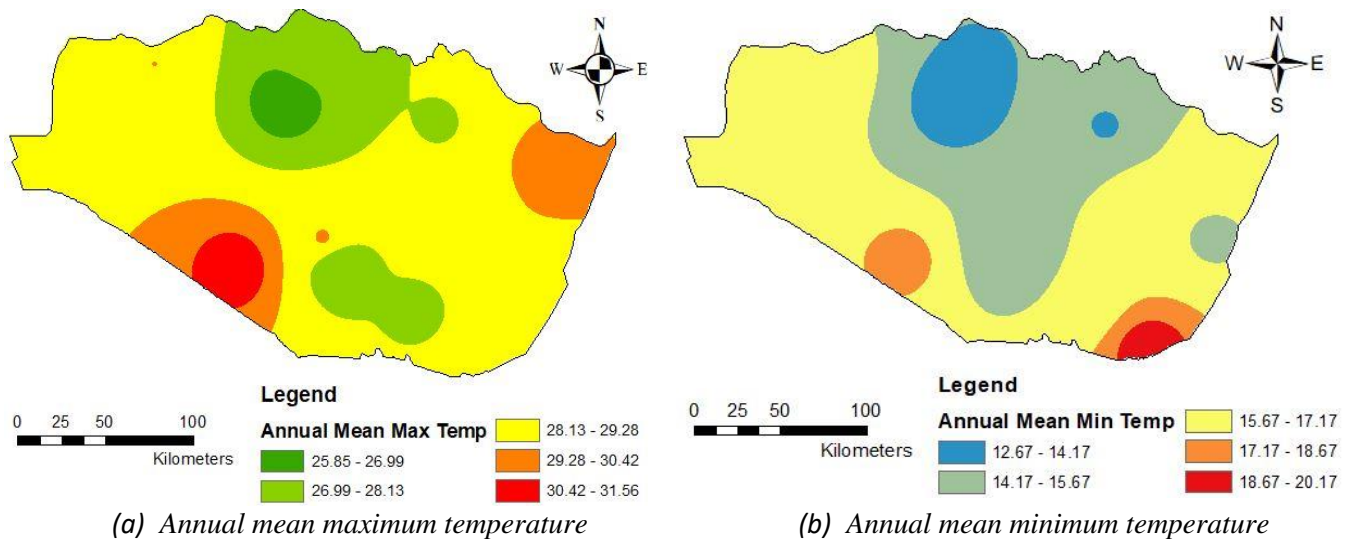 N
W E
S
Legend
Annual Mean Max Temp
25.85 - 26.99
26.99 - 28.13
28.13 - 29.28
29.28 - 30.42
30.42 - 31.56
0 25 50 100
Kilometers
(a) Annual mean maximum temperature
N
W E
S
Legend
Annual Mean Min Temp
12.67 - 14.17
14.17 - 15.67
15.67 - 17.17
17.17 - 18.67
18.67 - 20.17
0 25 50 100
Kilometers
(b) Annual mean minimum temperature